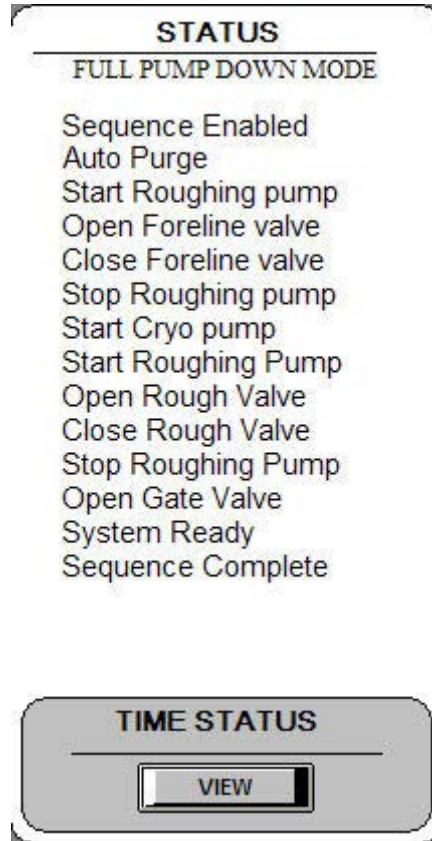 STATUS
FULL PUMP DOWN MODE
Sequence Enabled
Auto Purge
Start Roughing pump
Open Foreline valve
Close Foreline valve
Stop Roughing pump
Start Cryo pump
Start Roughing Pump
Open Rough Valve
Close Rough Valve
Stop Roughing Pump
Open Gate Valve
System Ready
Sequence Complete
TIME STATUS
VIEW